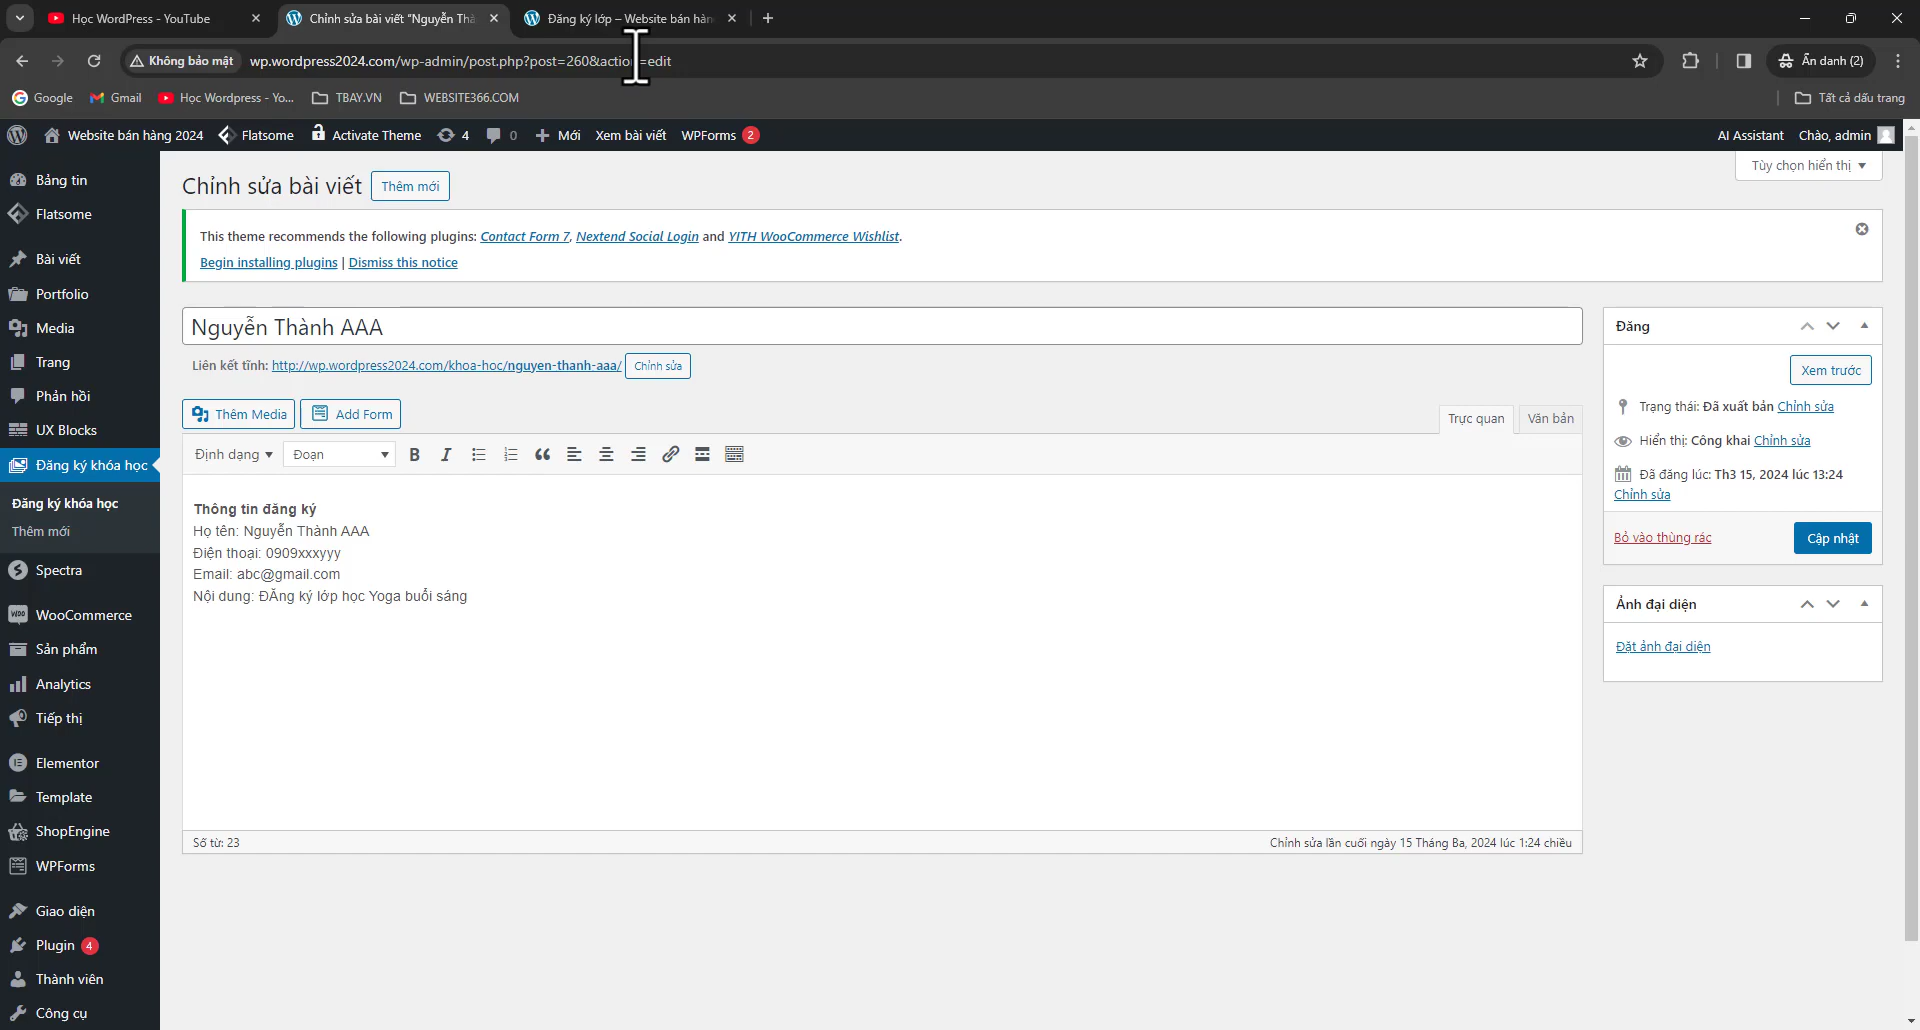 Học WordPress - YouTube
Chỉnh sửa bài viết "Nguyễn Thà
Đăng ký lớp – Website bán hàn
Không bảo mật
wp.wordpress2024.com/wp-admin/post.php?post=260&action=edit
Ẩn danh (2)
Google
Gmail
Học Wordpress - Yo...
TBAY.VN
WEBSITE366.COM
Tất cả dấu trang
Website bán hàng 2024
Flatsome
Activate Theme
4
0
Mới
Xem bài viết
WPForms 2
AI Assistant
Chào, admin
Tùy chọn hiển thị
Bảng tin
Flatsome
Bài viết
Portfolio
Media
Trang
Phản hồi
UX Blocks
Đăng ký khóa học
Đăng ký khóa học
Thêm mới
Spectra
WooCommerce
Sản phẩm
Analytics
Tiếp thị
Elementor
Template
ShopEngine
WPForms
Giao diện
Plugin 4
Thành viên
Công cụ
Chỉnh sửa bài viết
Thêm mới
This theme recommends the following plugins: Contact Form 7, Nextend Social Login and YITH WooCommerce Wishlist.
Begin installing plugins | Dismiss this notice
Nguyễn Thành AAA
Liên kết tĩnh: http://wp.wordpress2024.com/khoa-hoc/nguyen-thanh-aaa/ Chỉnh sửa
Thêm Media
Add Form
Trực quan
Văn bản
Định dạng
Đoạn
B I
Thông tin đăng ký
Họ tên: Nguyễn Thành AAA
Điện thoại: 0909xxxyyy
Email: abc@gmail.com
Nội dung: ĐĂng ký lớp học Yoga buổi sáng
Số từ: 23
Chỉnh sửa lần cuối ngày 15 Tháng Ba, 2024 lúc 1:24 chiều
Đăng
Xem trước
Trạng thái: Đã xuất bản Chỉnh sửa
Hiển thị: Công khai Chỉnh sửa
Đã đăng lúc: Th3 15, 2024 lúc 13:24
Chỉnh sửa
Bỏ vào thùng rác
Cập nhật
Ảnh đại diện
Đặt ảnh đại diện